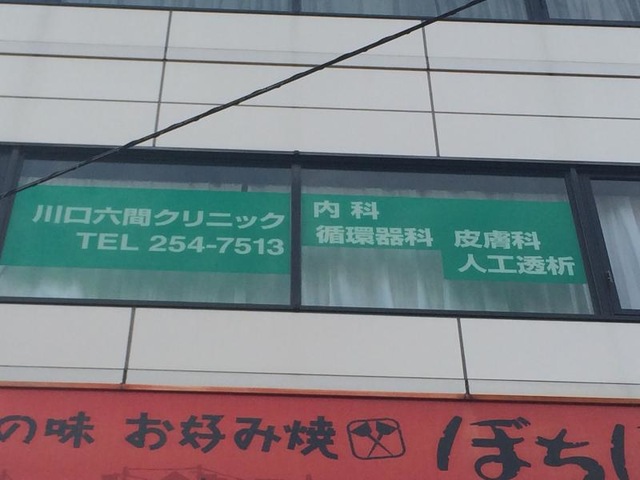 川口六間クリニック
TEL 254-7513
内科
循環器科
皮膚科
人工透析
の味 お好み焼
ぼち